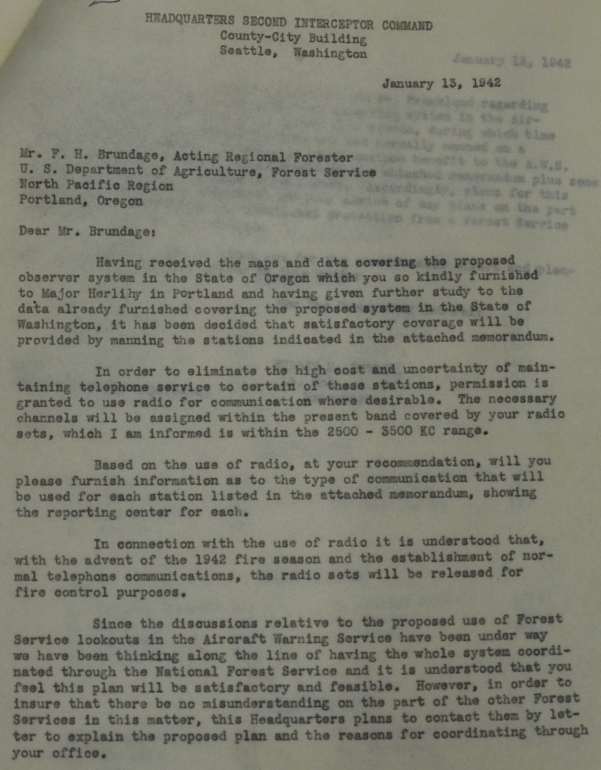 HEADQUARTERS SECOND INTERCEPTOR COMMAND
County-City Building
Seattle, Washington
January 13, 1942
January 13, 1942
Mr. F. H. Brundage, Acting Regional Forester
U. S. Department of Agriculture, Forest Service
North Pacific Region
Portland, Oregon
Dear Mr. Brundage:
Having received the maps and data covering the proposed
observer system in the State of Oregon which you so kindly furnished
to Major Herlihy in Portland and having given further study to the
data already furnished covering the proposed system in the State of
Washington, it has been decided that satisfactory coverage will be
provided by manning the stations indicated in the attached memorandum.
In order to eliminate the high cost and uncertainty of main-
taining telephone service to certain of these stations, permission is
granted to use radio for communication where desirable. The necessary
channels will be assigned within the present band covered by your radio
sets, which I am informed is within the 2500 - 3500 KC range.
Based on the use of radio, at your recommendation, will you
please furnish information as to the type of communication that will
be used for each station listed in the attached memorandum, showing
the reporting center for each.
In connection with the use of radio it is understood that,
with the advent of the 1942 fire season and the establishment of nor-
mal telephone communications, the radio sets will be released for
fire control purposes.
Since the discussions relative to the proposed use of Forest
Service lookouts in the Aircraft Warning Service have been under way
we have been thinking along the line of having the whole system coordi-
nated through the National Forest Service and it is understood that you
feel this plan will be satisfactory and feasible. However, in order to
insure that there be no misunderstanding on the part of the other Forest
Services in this matter, this Headquarters plans to contact them by let-
ter to explain the proposed plan and the reasons for coordinating through
your office.